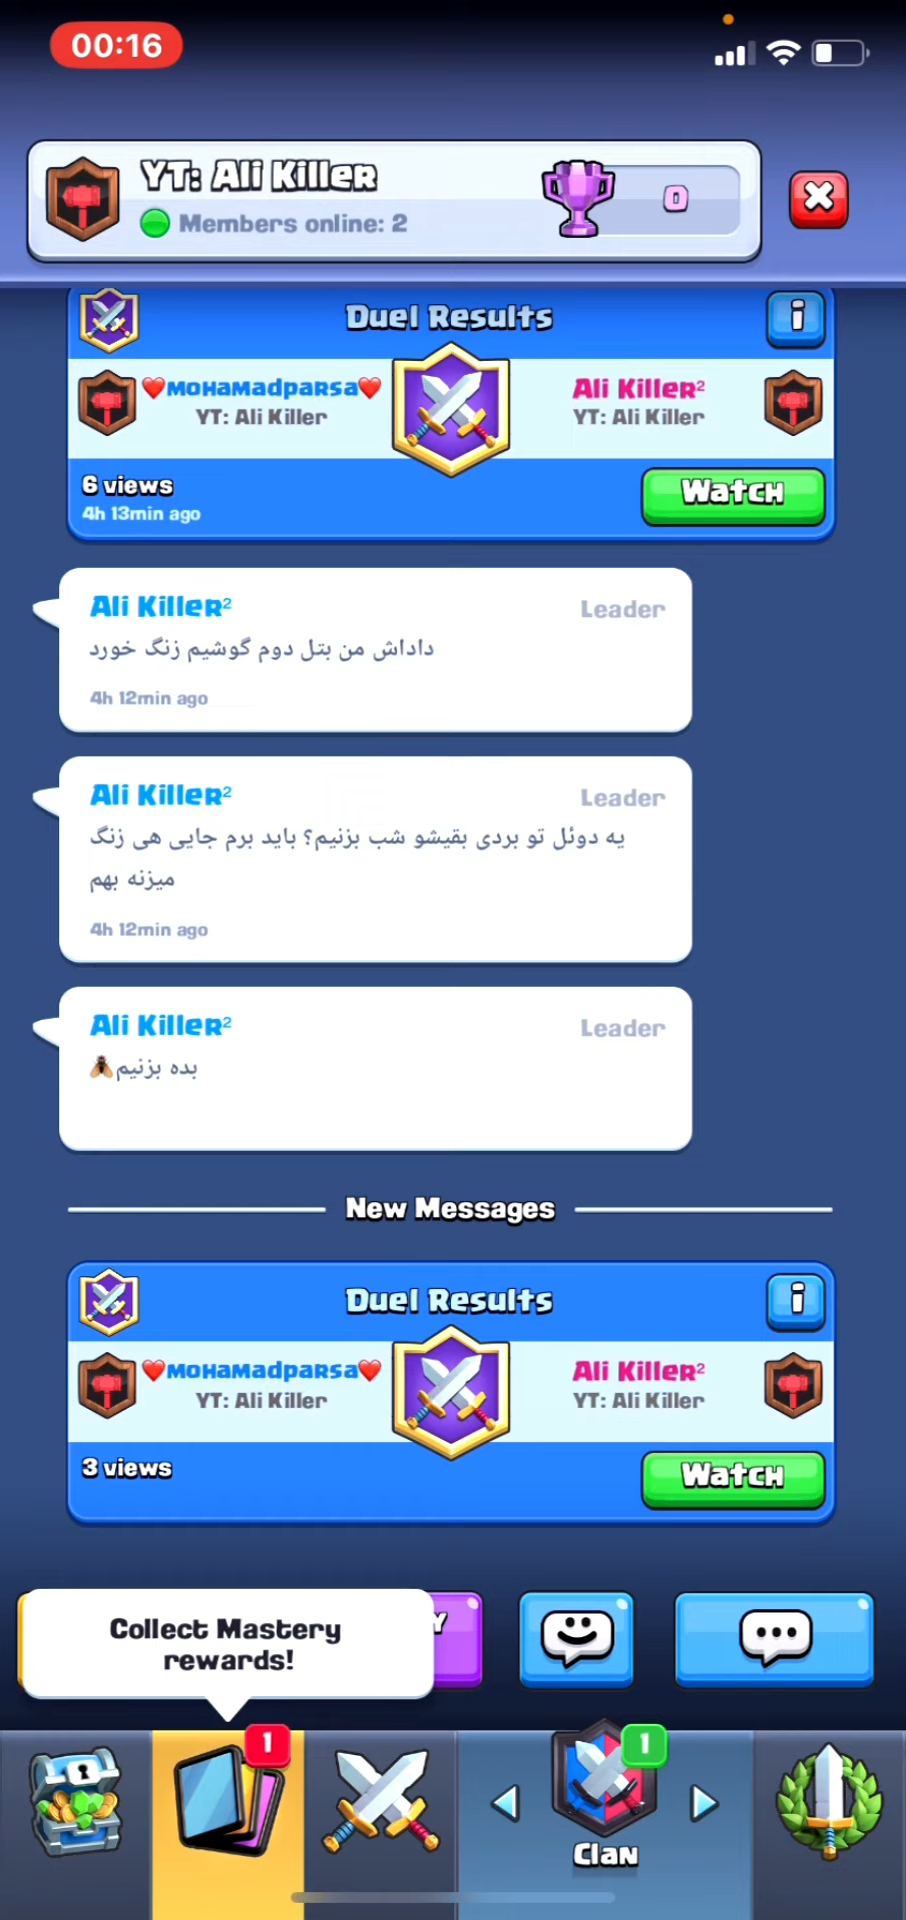 00:16
YT: Ali Killer
Members online: 2
0
Duel Results
i
❤️MOHAMADPARSA❤️
YT: Ali Killer
Ali Killer²
YT: Ali Killer
6 views
4h 13min ago
Watch
Ali Killer²
Leader
داداش من بتل دوم گوشیم زنگ خورد
4h 12min ago
Ali Killer²
Leader
یه دوئل تو بردی بقیشو شب بزنیم؟ باید برم جایی هی زنگ
میزنه بهم
4h 12min ago
Ali Killer²
Leader
بده بزنیم🪰
New Messages
Duel Results
i
❤️MOHAMADPARSA❤️
YT: Ali Killer
Ali Killer²
YT: Ali Killer
3 views
Watch
Collect Mastery
rewards!
Y
1
1
Clan